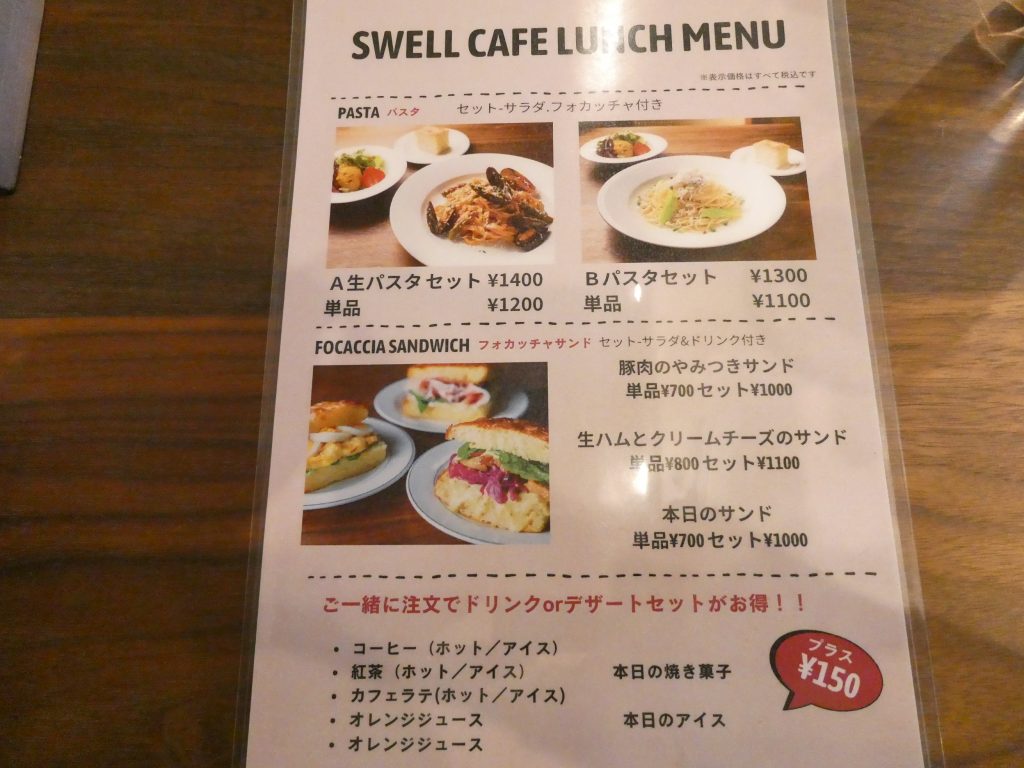 SWELL CAFE LUNCH MENU
※表示価格はすべて税込です
PASTA パスタ セット-サラダ.フォカッチャ付き
A生パスタセット ¥1400
単品 ¥1200
Bパスタセット ¥1300
単品 ¥1100
FOCACCIA SANDWICH フォカッチャサンド セット-サラダ&ドリンク付き
豚肉のやみつきサンド
単品¥700 セット¥1000
生ハムとクリームチーズのサンド
単品¥800 セット¥1100
本日のサンド
単品¥700 セット¥1000
ご一緒に注文でドリンクorデザートセットがお得！！
• コーヒー（ホット／アイス）
• 紅茶（ホット／アイス）
• カフェラテ(ホット／アイス)
• オレンジジュース
• オレンジジュース
本日の焼き菓子
本日のアイス
プラス
¥150